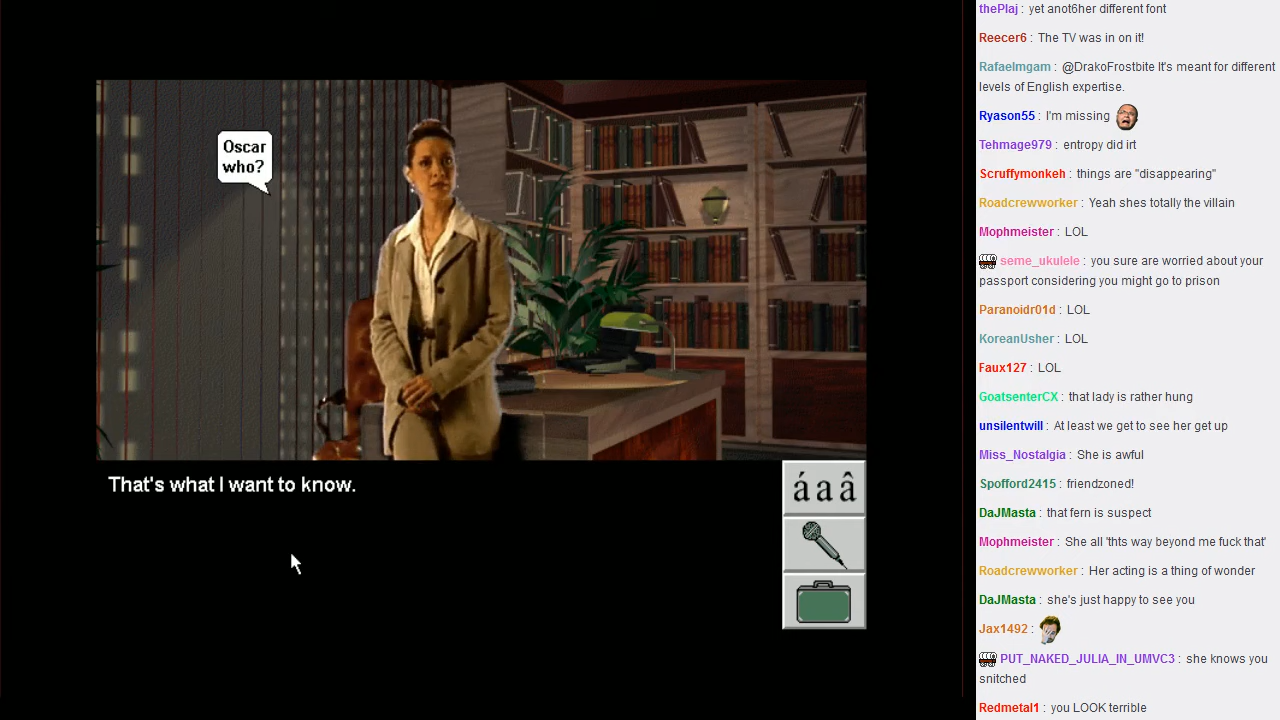 Oscar
who?
That's what I want to know.
á a â
thePlaj : yet anot6her different font
Reecer6 : The TV was in on it!
Rafaelmgam : @DrakoFrostbite It's meant for different
levels of English expertise.
Ryason55 : I'm missing
Tehmage979 : entropy did irt
Scruffymonkeh : things are "disappearing"
Roadcrewworker : Yeah shes totally the villain
Mophmeister : LOL
seme_ukulele : you sure are worried about your
passport considering you might go to prison
Paranoidr01d : LOL
KoreanUsher : LOL
Faux127 : LOL
GoatsenterCX : that lady is rather hung
unsilentwill : At least we get to see her get up
Miss_Nostalgia : She is awful
Spofford2415 : friendzoned!
DaJMasta : that fern is suspect
Mophmeister : She all 'thts way beyond me fuck that'
Roadcrewworker : Her acting is a thing of wonder
DaJMasta : she's just happy to see you
Jax1492 :
PUT_NAKED_JULIA_IN_UMVC3 : she knows you
snitched
Redmetal1 : you LOOK terrible